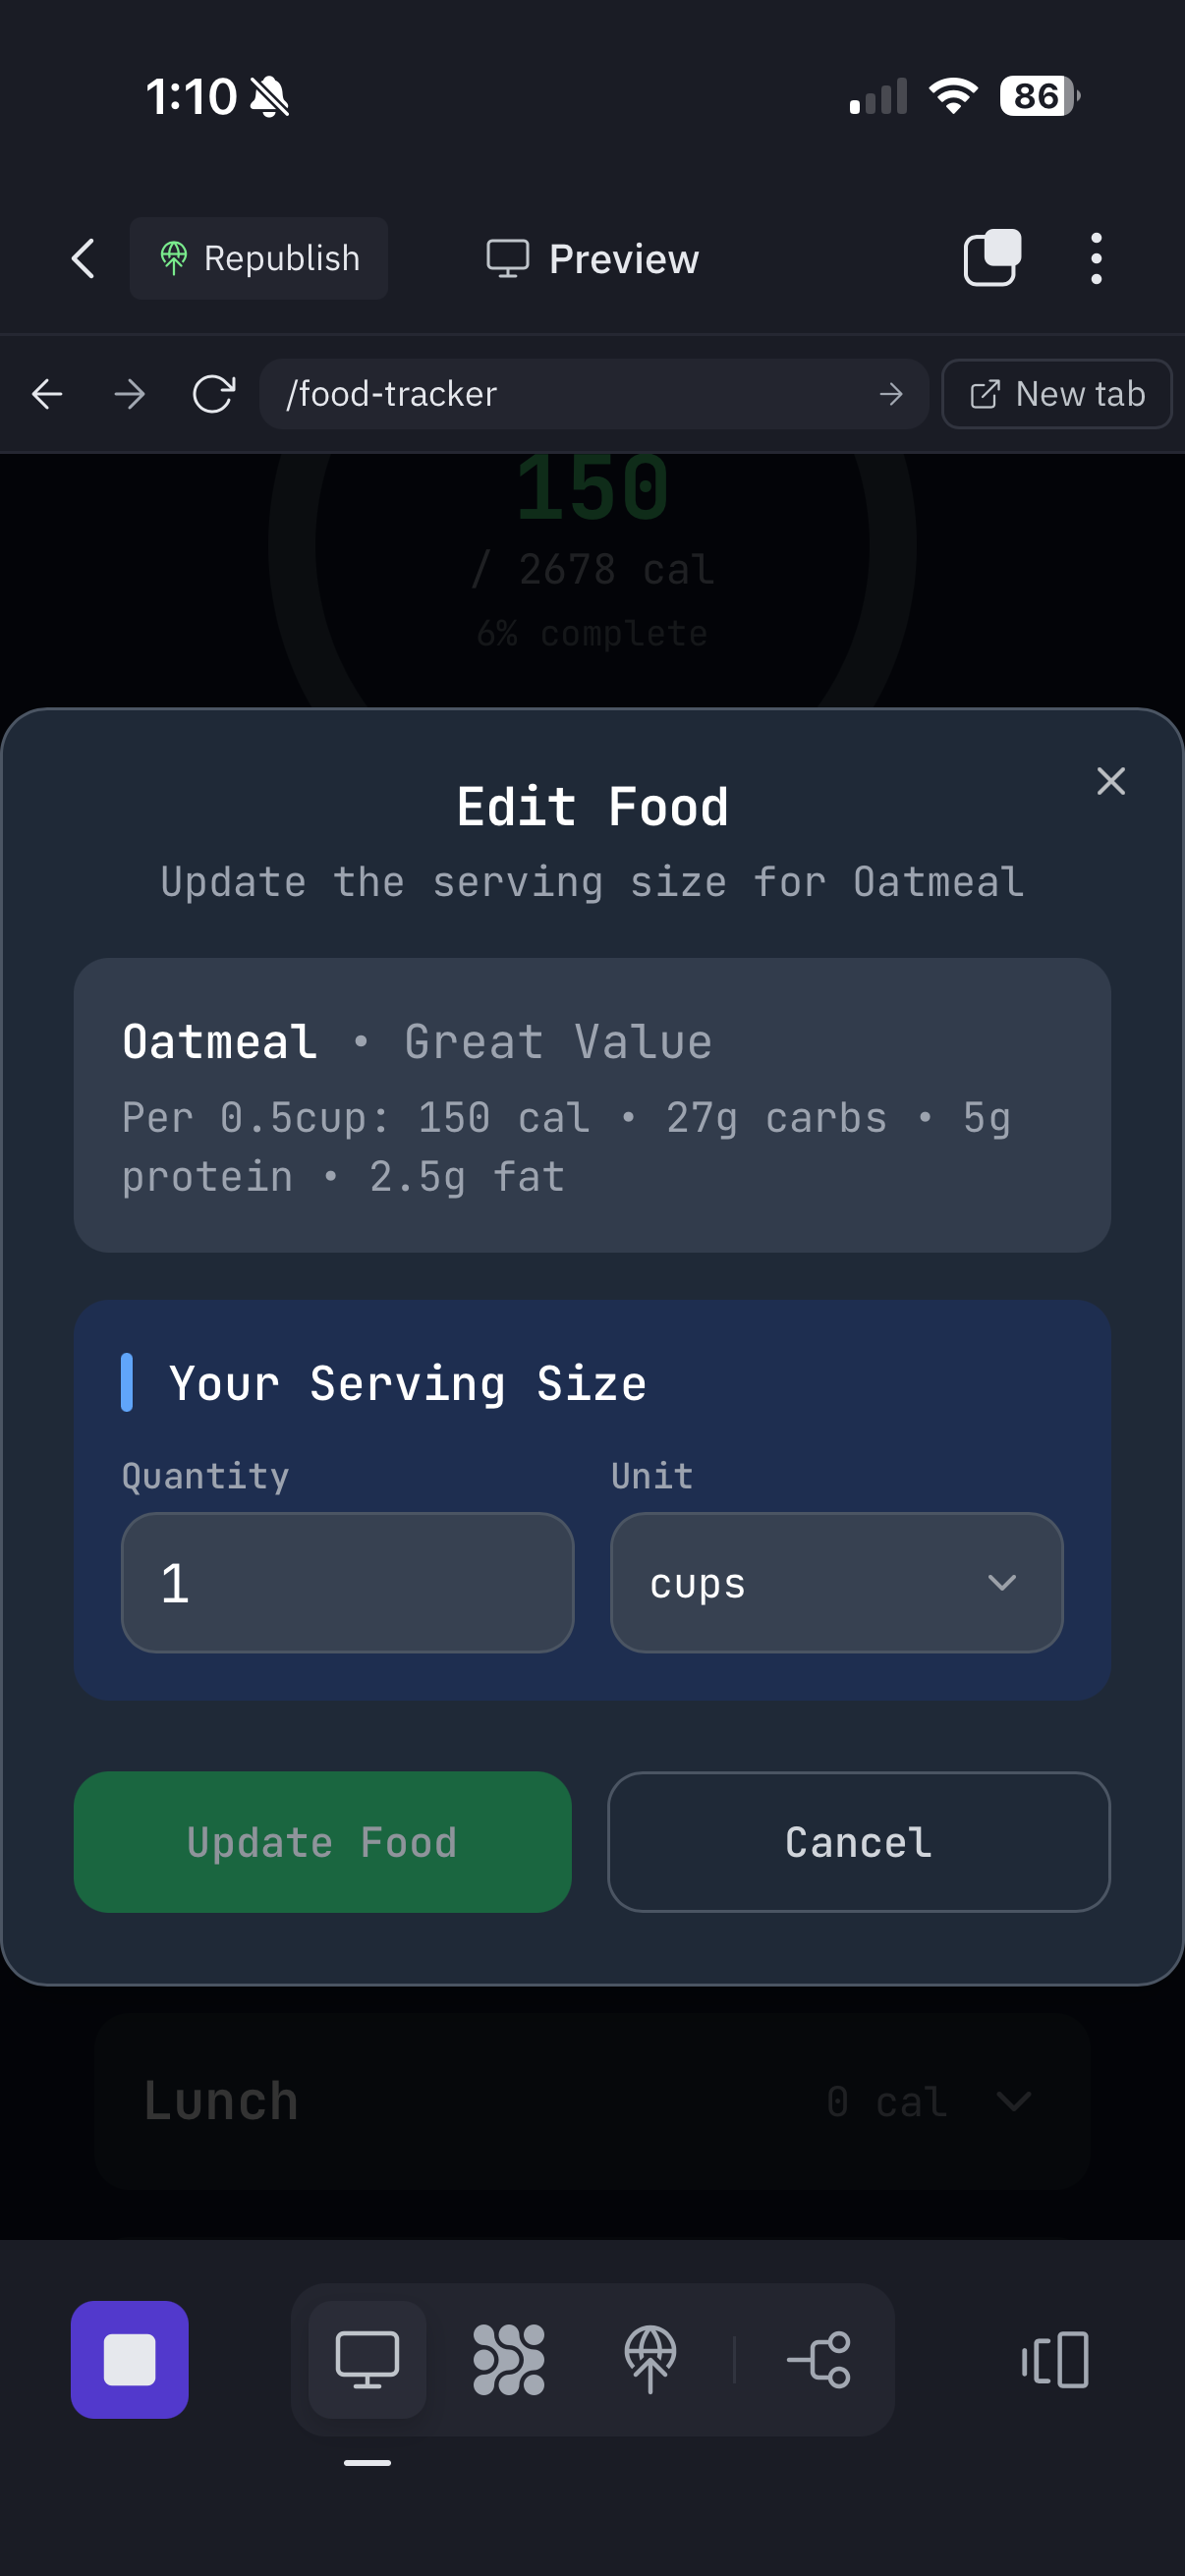 1:10
86
Republish
Preview
/food-tracker
New tab
150
/ 2678 cal
6% complete
Edit Food
Update the serving size for Oatmeal
Oatmeal • Great Value
Per 0.5cup: 150 cal • 27g carbs • 5g
protein • 2.5g fat
Your Serving Size
Quantity
Unit
1
cups
Update Food
Cancel
Lunch
0 cal